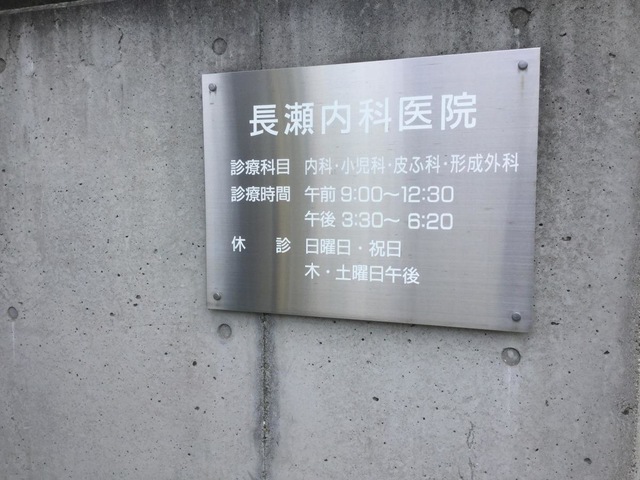 長瀬内科医院
診療科目 内科・小児科・皮ふ科・形成外科
診療時間 午前 9:00～12:30
午後 3:30～ 6:20
休 診 日曜日・祝日
木・土曜日午後